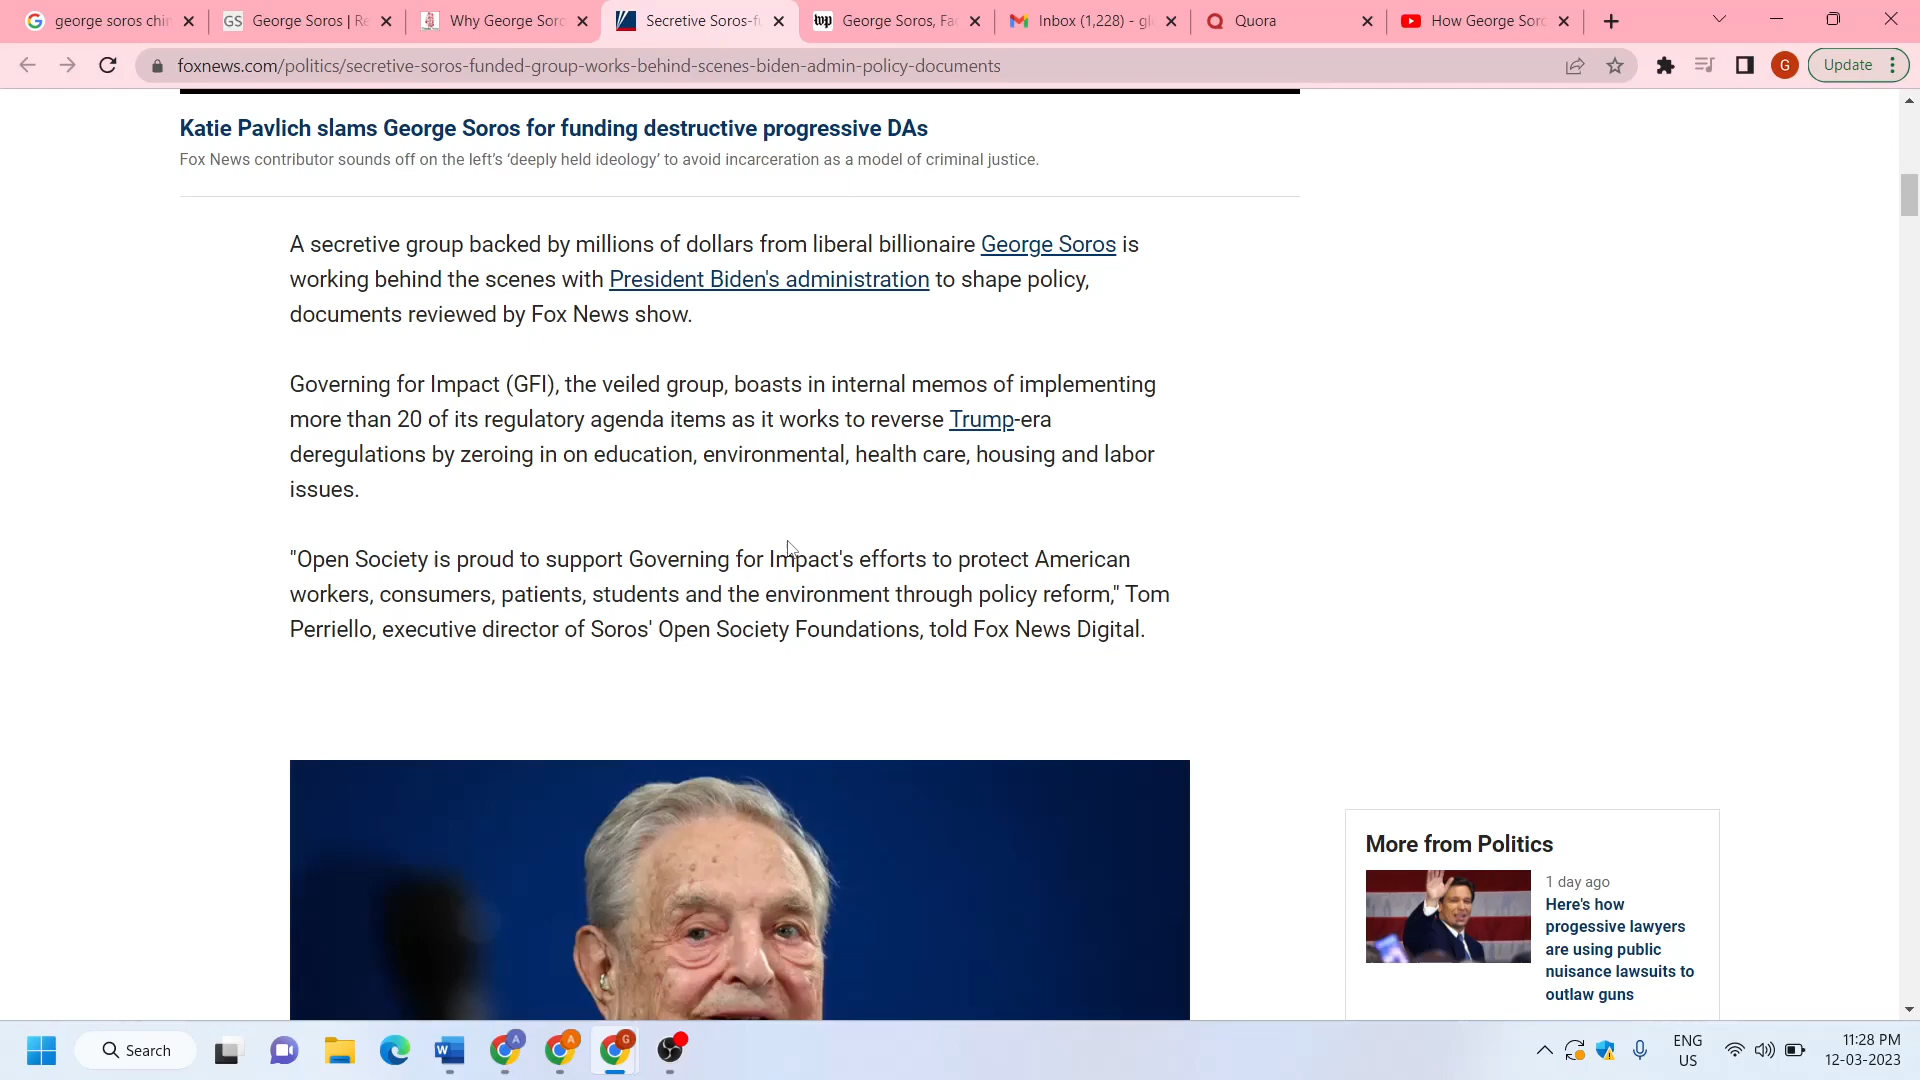 george soros chin
George Soros | Re
Why George Soro
Secretive Soros-fu
George Soros, Fac
Inbox (1,228) - gl
Quora
How George Soro
foxnews.com/politics/secretive-soros-funded-group-works-behind-scenes-biden-admin-policy-documents
G
Update
Katie Pavlich slams George Soros for funding destructive progressive DAs
Fox News contributor sounds off on the left's 'deeply held ideology' to avoid incarceration as a model of criminal justice.
A secretive group backed by millions of dollars from liberal billionaire George Soros is
working behind the scenes with President Biden's administration to shape policy,
documents reviewed by Fox News show.
Governing for Impact (GFI), the veiled group, boasts in internal memos of implementing
more than 20 of its regulatory agenda items as it works to reverse Trump-era
deregulations by zeroing in on education, environmental, health care, housing and labor
issues.
"Open Society is proud to support Governing for Impact's efforts to protect American
workers, consumers, patients, students and the environment through policy reform," Tom
Perriello, executive director of Soros' Open Society Foundations, told Fox News Digital.
More from Politics
1 day ago
Here's how
progessive lawyers
are using public
nuisance lawsuits to
outlaw guns
Search
ENG
US
11:28 PM
12-03-2023